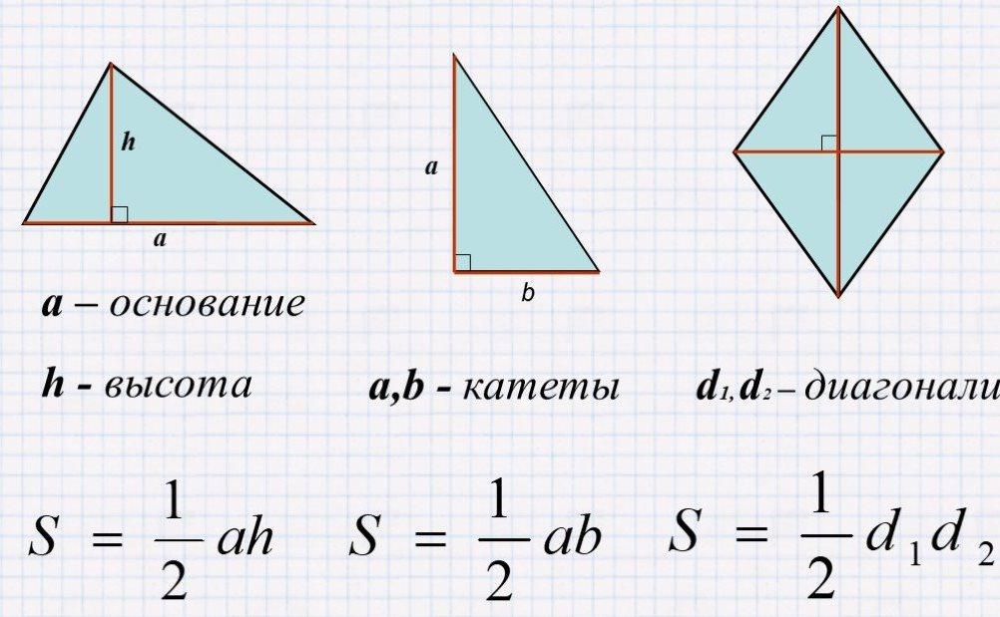 h
a
a
b
a – основание
h - высота
a,b - катеты
d₁,d₂ – диагонали
S = 1/2 ah
S = 1/2 ab
S = 1/2 d₁d₂